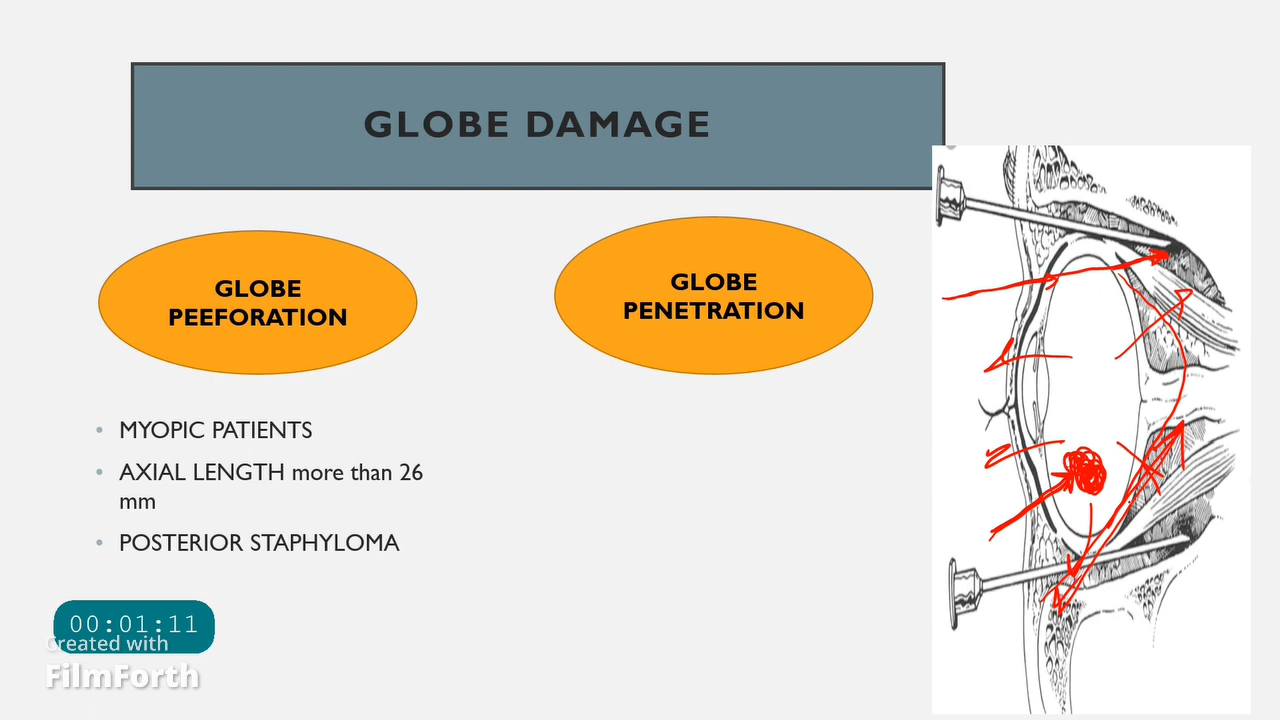 GLOBE DAMAGE
GLOBE
PEEFORATION
GLOBE
PENETRATION
• MYOPIC PATIENTS
• AXIAL LENGTH more than 26
mm
• POSTERIOR STAPHYLOMA
00:01:11
Created with
FilmForth